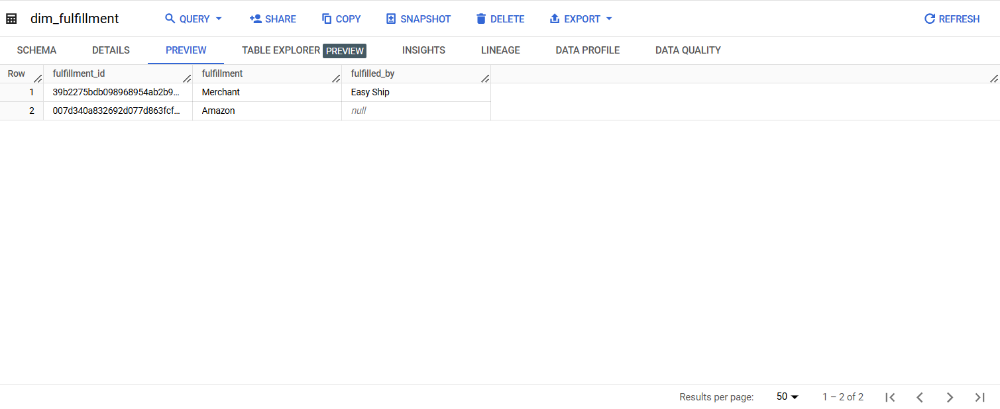 dim_fulfillment QUERY SHARE COPY SNAPSHOT DELETE EXPORT REFRESH
SCHEMA DETAILS PREVIEW TABLE EXPLORER PREVIEW INSIGHTS LINEAGE DATA PROFILE DATA QUALITY
Row fulfillment_id fulfillment fulfilled_by
1 39b2275bdb098968954ab2b9... Merchant Easy Ship
2 007d340a832692d077d863fcf... Amazon null
Results per page: 50 1 – 2 of 2